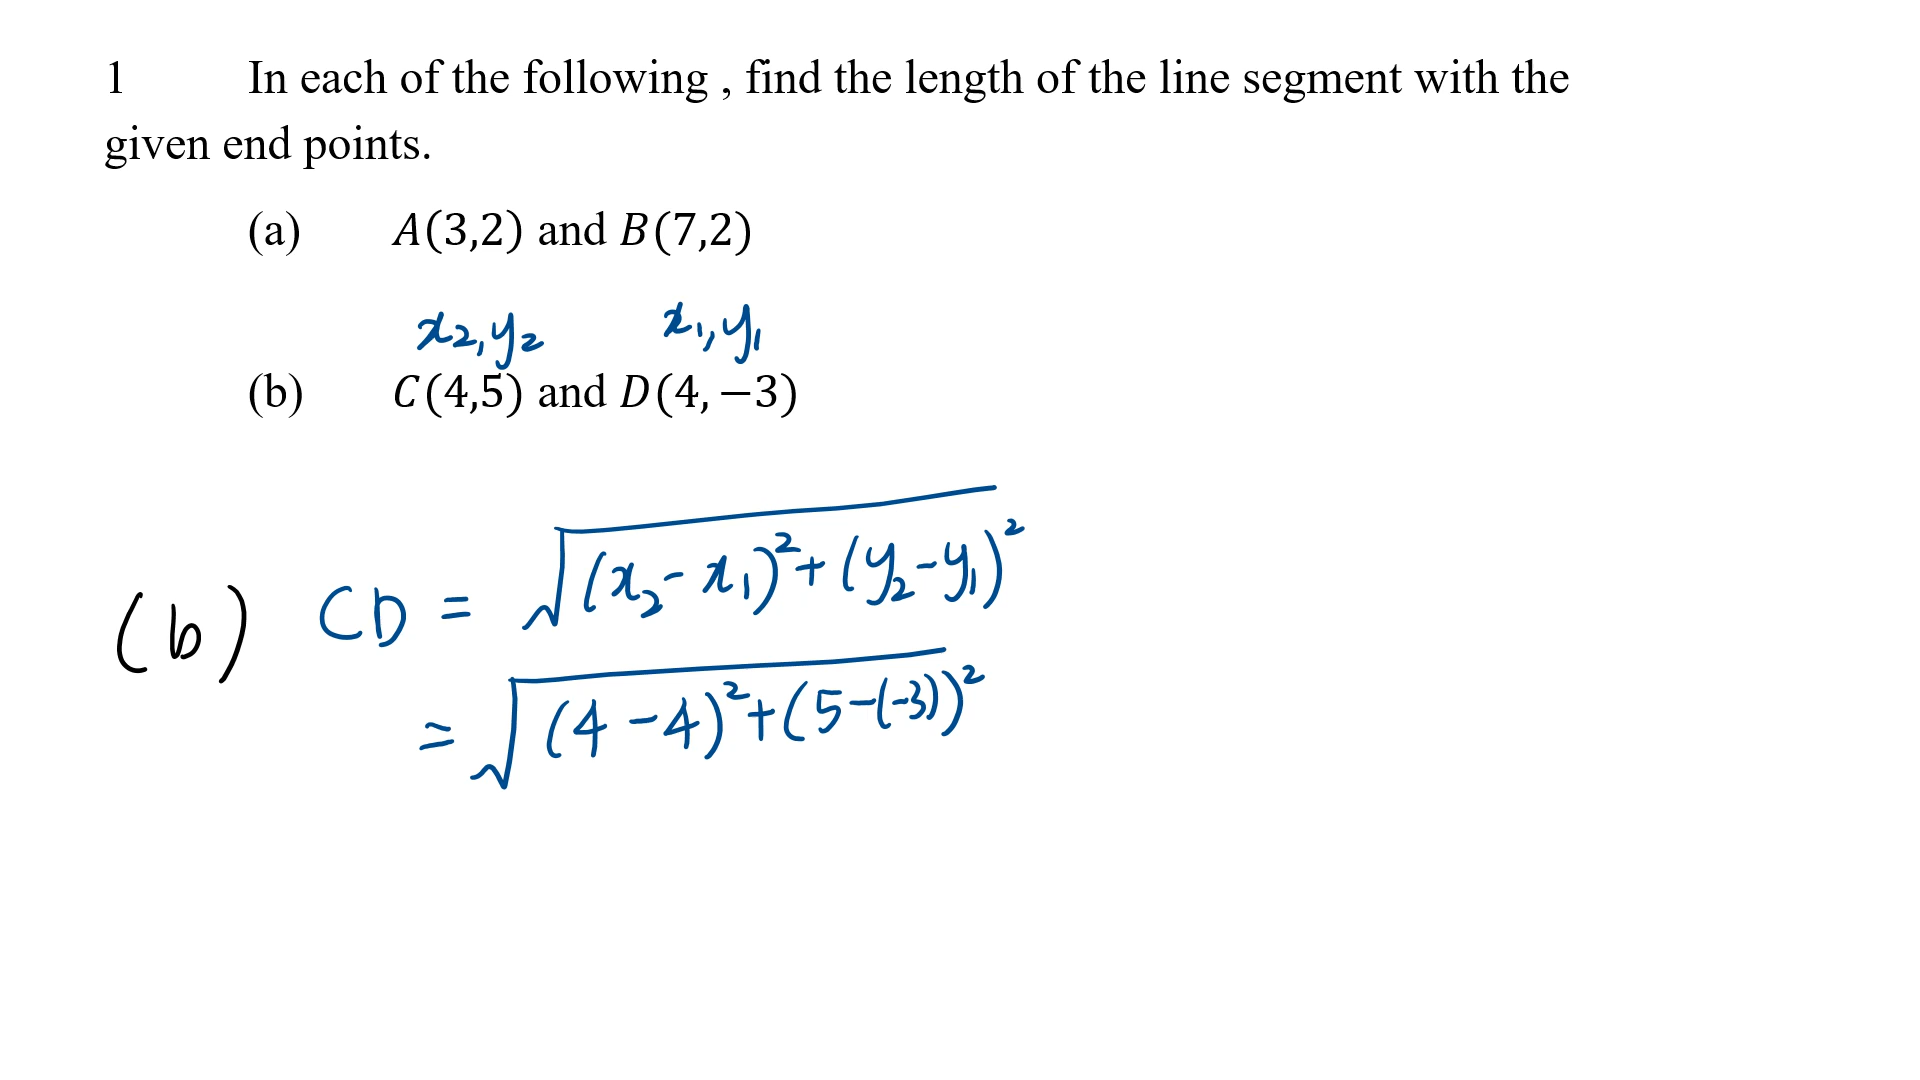 1 In each of the following , find the length of the line segment with the
given end points.
(a) A(3,2) and B(7,2)
x₂,y₂ x₁,y₁
(b) C(4,5) and D(4,−3)
(b) CD = √(x₂-x₁)²+(y₂-y₁)²
= √(4-4)²+(5-(-3))²